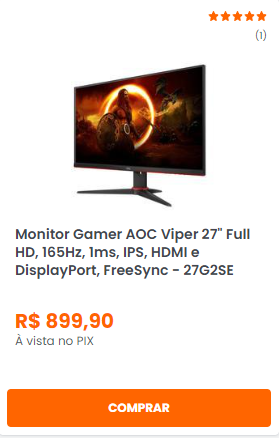 (1)
Monitor Gamer AOC Viper 27" Full
HD, 165Hz, 1ms, IPS, HDMI e
DisplayPort, FreeSync - 27G2SE
R$ 899,90
À vista no PIX
COMPRAR